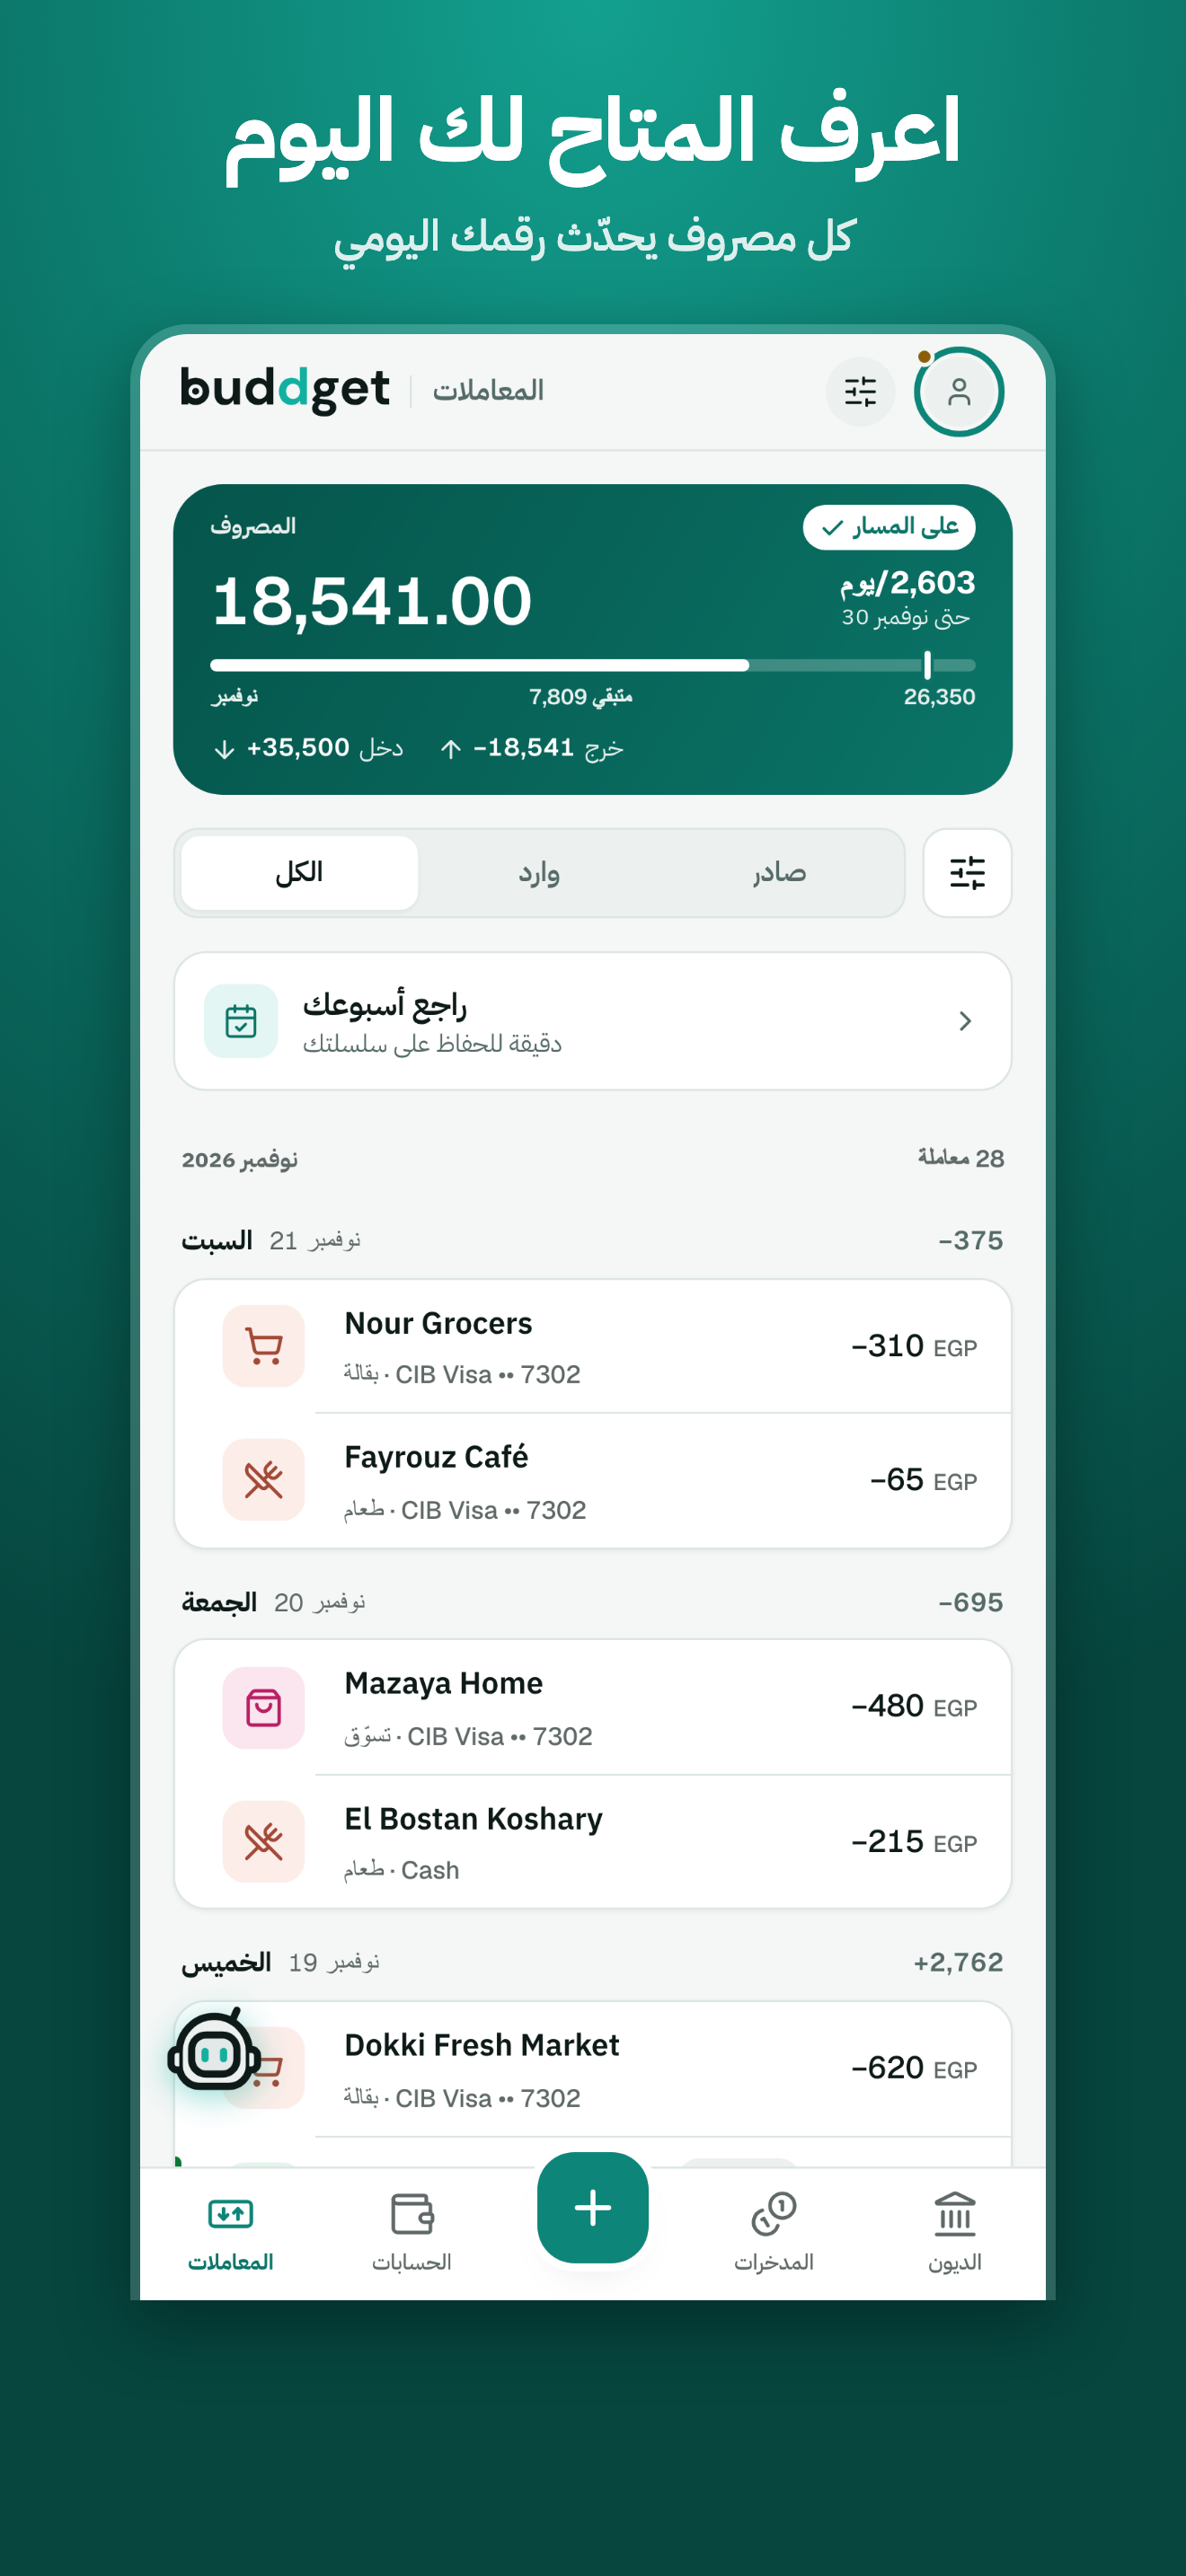 اعرف المتاح لك اليوم
كل مصروف يحدّث رقمك اليومي
buddget | المعاملات
المصروف
على المسار
18,541.00
2,603/يوم
حتى نوفمبر 30
نوفمبر
متبقي 7,809
26,350
+35,500 دخل
−18,541 خرج
الكل
وارد
صادر
راجع أسبوعك
دقيقة للحفاظ على سلسلتك
نوفمبر 2026
28 معاملة
السبت 21 نوفمبر
−375
Nour Grocers
−310 EGP
بقالة · CIB Visa •• 7302
Fayrouz Café
−65 EGP
طعام · CIB Visa •• 7302
الجمعة 20 نوفمبر
−695
Mazaya Home
−480 EGP
تسوّق · CIB Visa •• 7302
El Bostan Koshary
−215 EGP
طعام · Cash
الخميس 19 نوفمبر
+2,762
Dokki Fresh Market
−620 EGP
بقالة · CIB Visa •• 7302
المعاملات
الحسابات
المدخرات
الديون